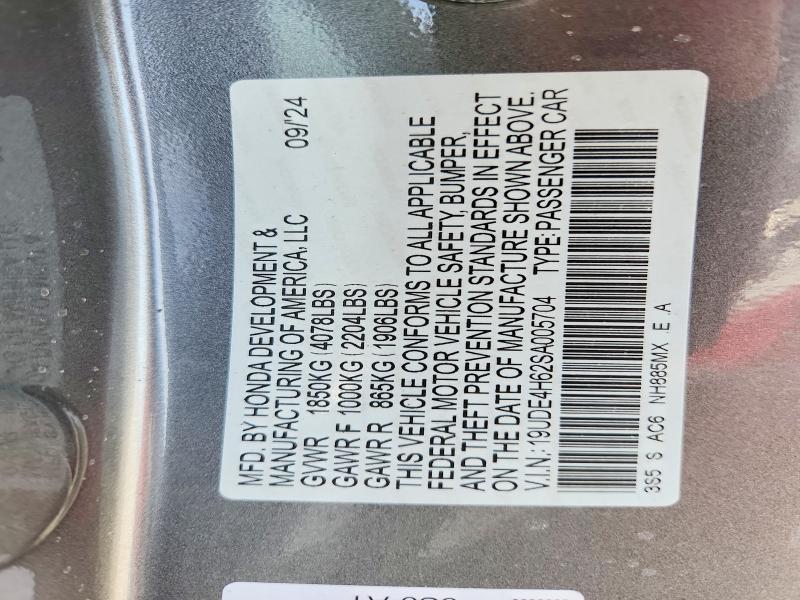 MFD. BY HONDA DEVELOPMENT &
MANUFACTURING OF AMERICA, LLC 09/'24
GVWR 1850KG (4078LBS)
GAWR F 1000KG (2204LBS)
GAWR R 865KG (1906LBS)
THIS VEHICLE CONFORMS TO ALL APPLICABLE
FEDERAL MOTOR VEHICLE SAFETY, BUMPER,
AND THEFT PREVENTION STANDARDS IN EFFECT
ON THE DATE OF MANUFACTURE SHOWN ABOVE.
V.I.N.: 19UDE4H62SA005704 TYPE: PASSENGER CAR
3S5 S AC6 NH885MX E A